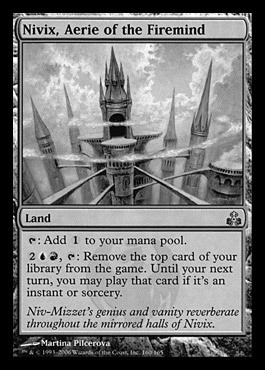 Nivix, Aerie of the Firemind
Land
: Add 1 to your mana pool.
2 , : Remove the top card of your
library from the game. Until your next
turn, you may play that card if it's an
instant or sorcery.
Niv-Mizzet's genius and vanity reverberate
throughout the mirrored halls of Nivix.
Martina Pilcerova
™ & © 1993–2006 Wizards of the Coast, Inc. 160/165